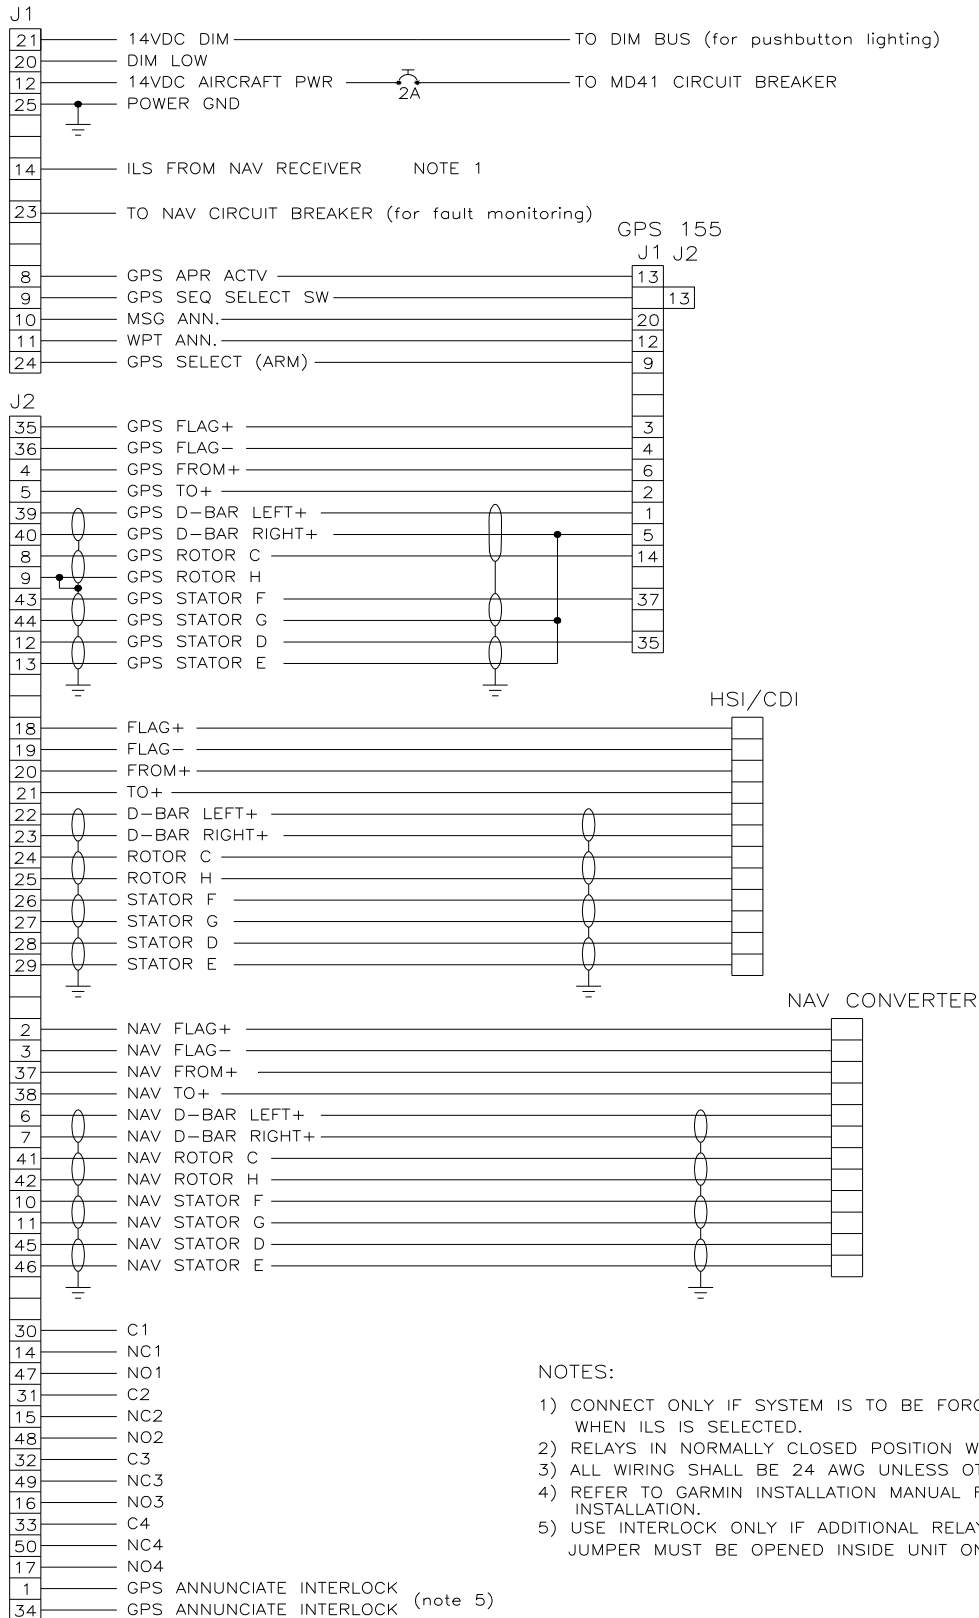 J1
21 14VDC DIM TO DIM BUS (for pushbutton lighting)
20 DIM LOW
12 14VDC AIRCRAFT PWR 2A TO MD41 CIRCUIT BREAKER
25 POWER GND
14 ILS FROM NAV RECEIVER NOTE 1
23 TO NAV CIRCUIT BREAKER (for fault monitoring)
GPS 155
J1 J2
8 GPS APR ACTV 13
9 GPS SEQ SELECT SW 13
10 MSG ANN. 20
11 WPT ANN. 12
24 GPS SELECT (ARM) 9
J2
35 GPS FLAG+ 3
36 GPS FLAG- 4
4 GPS FROM+ 6
5 GPS TO+ 2
39 GPS D-BAR LEFT+ 1
40 GPS D-BAR RIGHT+ 5
8 GPS ROTOR C 14
9 GPS ROTOR H
43 GPS STATOR F 37
44 GPS STATOR G
12 GPS STATOR D 35
13 GPS STATOR E
HSI/CDI
18 FLAG+
19 FLAG-
20 FROM+
21 TO+
22 D-BAR LEFT+
23 D-BAR RIGHT+
24 ROTOR C
25 ROTOR H
26 STATOR F
27 STATOR G
28 STATOR D
29 STATOR E
NAV CONVERTER
2 NAV FLAG+
3 NAV FLAG-
37 NAV FROM+
38 NAV TO+
6 NAV D-BAR LEFT+
7 NAV D-BAR RIGHT+
41 NAV ROTOR C
42 NAV ROTOR H
10 NAV STATOR F
11 NAV STATOR G
45 NAV STATOR D
46 NAV STATOR E
30 C1
14 NC1
47 NO1
31 C2
15 NC2
48 NO2
32 C3
49 NC3
16 NO3
33 C4
50 NC4
17 NO4
1 GPS ANNUNCIATE INTERLOCK
34 GPS ANNUNCIATE INTERLOCK (note 5)
NOTES:
1) CONNECT ONLY IF SYSTEM IS TO BE
WHEN ILS IS SELECTED.
2) RELAYS IN NORMALLY CLOSED POSITION
3) ALL WIRING SHALL BE 24 AWG UNLESS
4) REFER TO GARMIN INSTALLATION MANUAL
INSTALLATION.
5) USE INTERLOCK ONLY IF ADDITIONAL
JUMPER MUST BE OPENED INSIDE UNIT